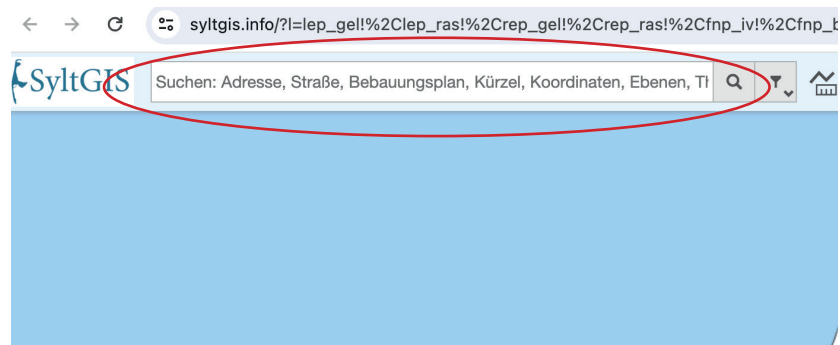 syltgis.info/?l=lep_gel!%2Clep_ras!%2Crep_gel!%2Crep_ras!%2Cfnp_iv!%2Cfnp_b
SyltGIS
Suchen: Adresse, Straße, Bebauungsplan, Kürzel, Koordinaten, Ebenen, Th